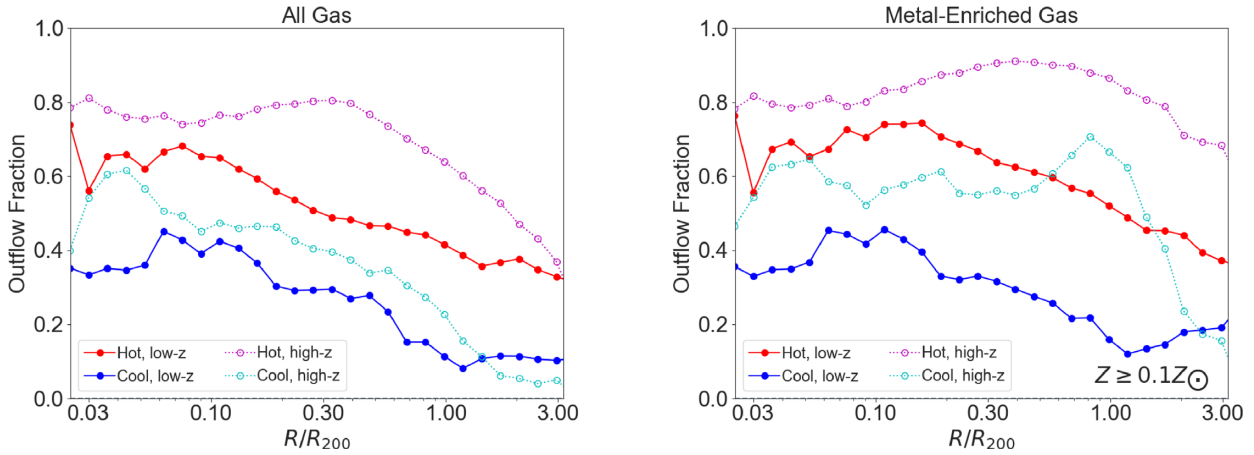 All Gas
1.0
0.8
0.6
0.4
0.2
0.0
Outflow Fraction
Hot, low-z
Cool, low-z
Hot, high-z
Cool, high-z
0.03 0.10 0.30 1.00 3.00
R/R200
Metal-Enriched Gas
1.0
0.8
0.6
0.4
0.2
0.0
Outflow Fraction
Hot, low-z
Cool, low-z
Hot, high-z
Cool, high-z
Z ≥ 0.1Z⊙
0.03 0.10 0.30 1.00 3.00
R/R200